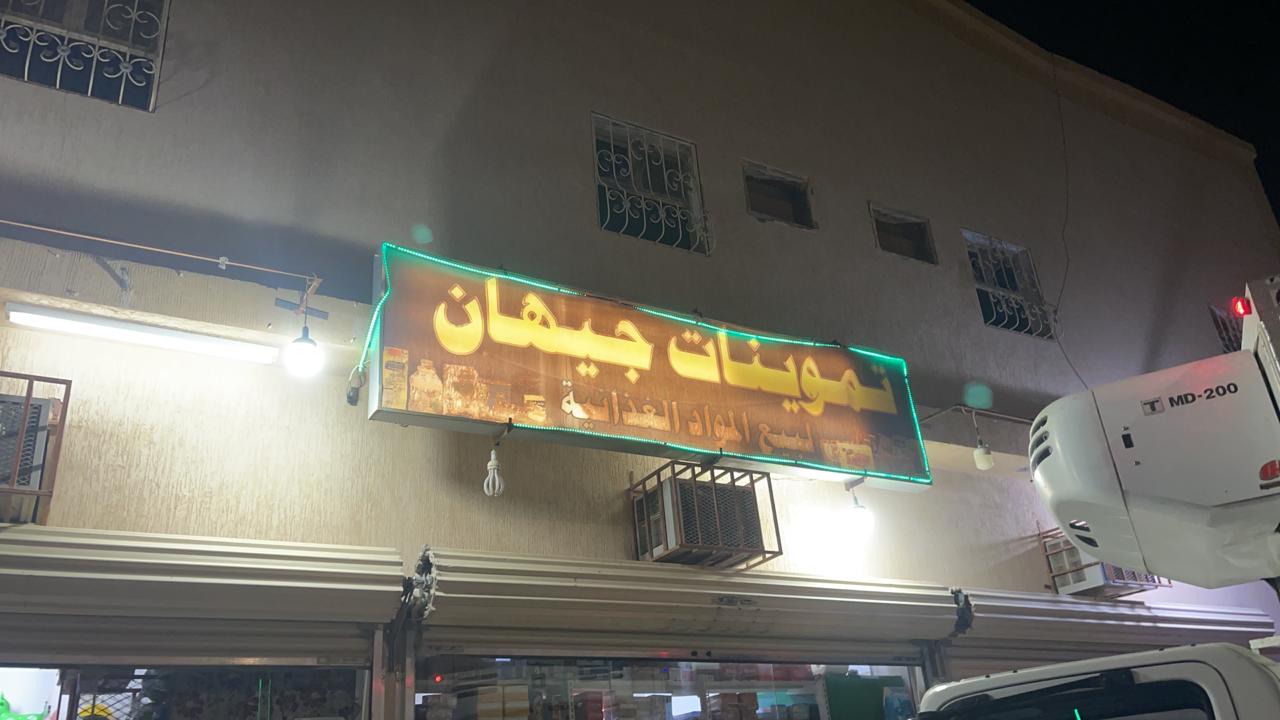 تموينات جيهان
لبيع المواد الغذائية
T MD-200